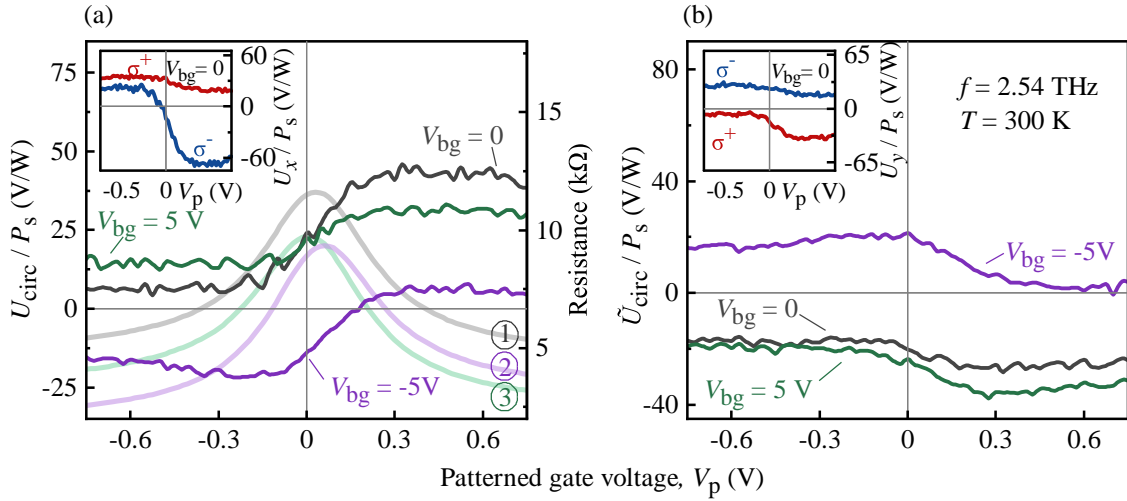 (a)
(b)
U_circ / P_s (V/W)
75
50
25
0
-25
-0.6
-0.3
0
0.3
0.6
Resistance (kΩ)
15
10
5
V_bg = 0
V_bg = 5 V
V_bg = -5V
①
②
③
σ⁺
V_bg = 0
σ⁻
60
0
-60
U_x / P_s (V/W)
-0.5
0
V_p (V)
Ũ_circ / P_s (V/W)
80
40
0
-40
-0.6
-0.3
0
0.3
0.6
σ⁻
V_bg = 0
σ⁺
65
0
-65
U_y / P_s (V/W)
-0.5
0
V_p (V)
f = 2.54 THz
T = 300 K
V_bg = -5V
V_bg = 0
V_bg = 5 V
Patterned gate voltage, V_p (V)